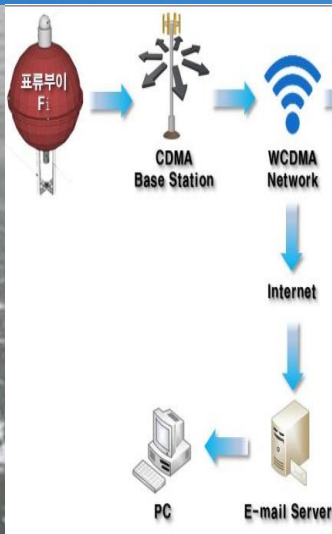 표류부이
Fi
CDMA
Base Station
WCDMA
Network
Internet
PC
E-mail Server